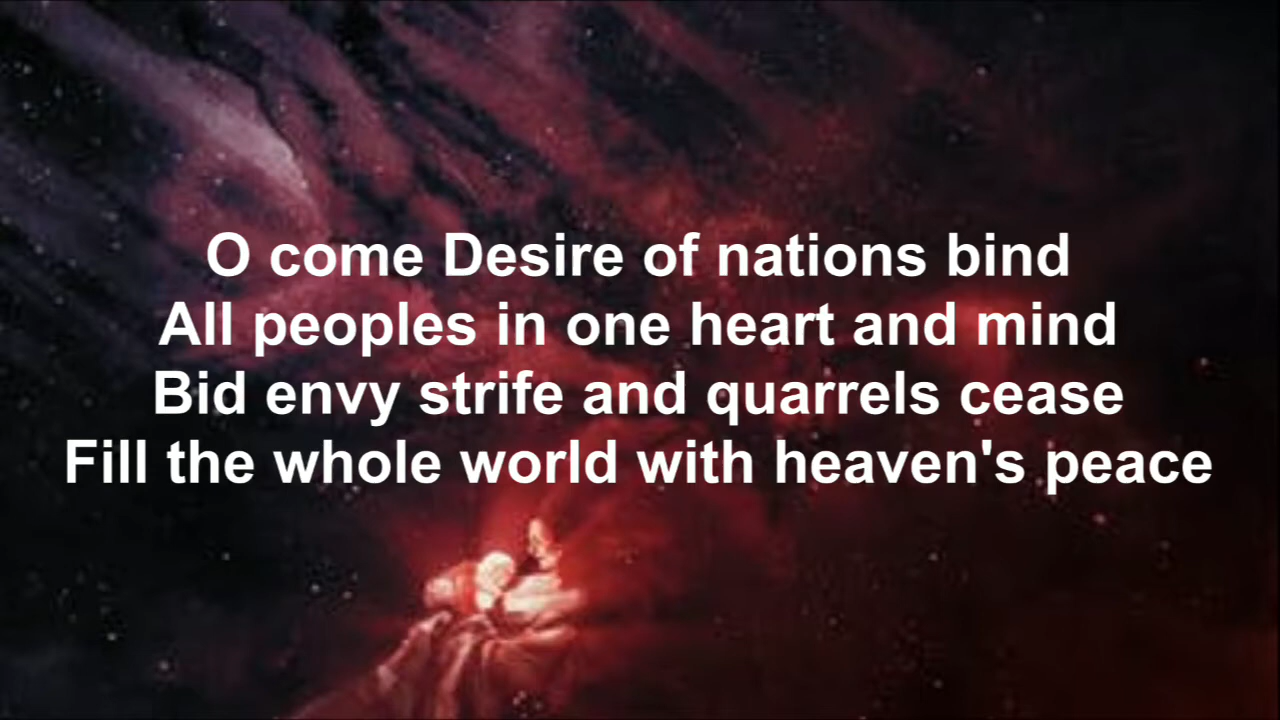 O come Desire of nations bind
All peoples in one heart and mind
Bid envy strife and quarrels cease
Fill the whole world with heaven's peace